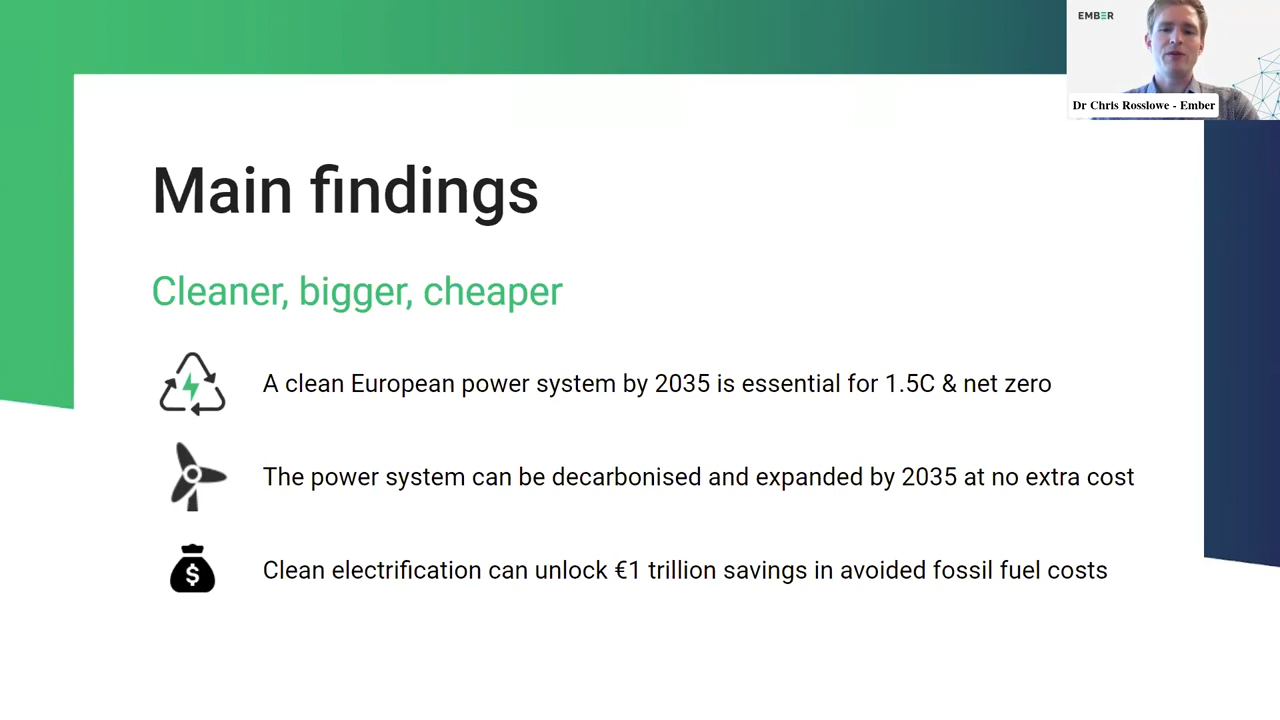 EMBER
Dr Chris Rosslowe - Ember
Main findings
Cleaner, bigger, cheaper
A clean European power system by 2035 is essential for 1.5C & net zero
The power system can be decarbonised and expanded by 2035 at no extra cost
$
Clean electrification can unlock €1 trillion savings in avoided fossil fuel costs